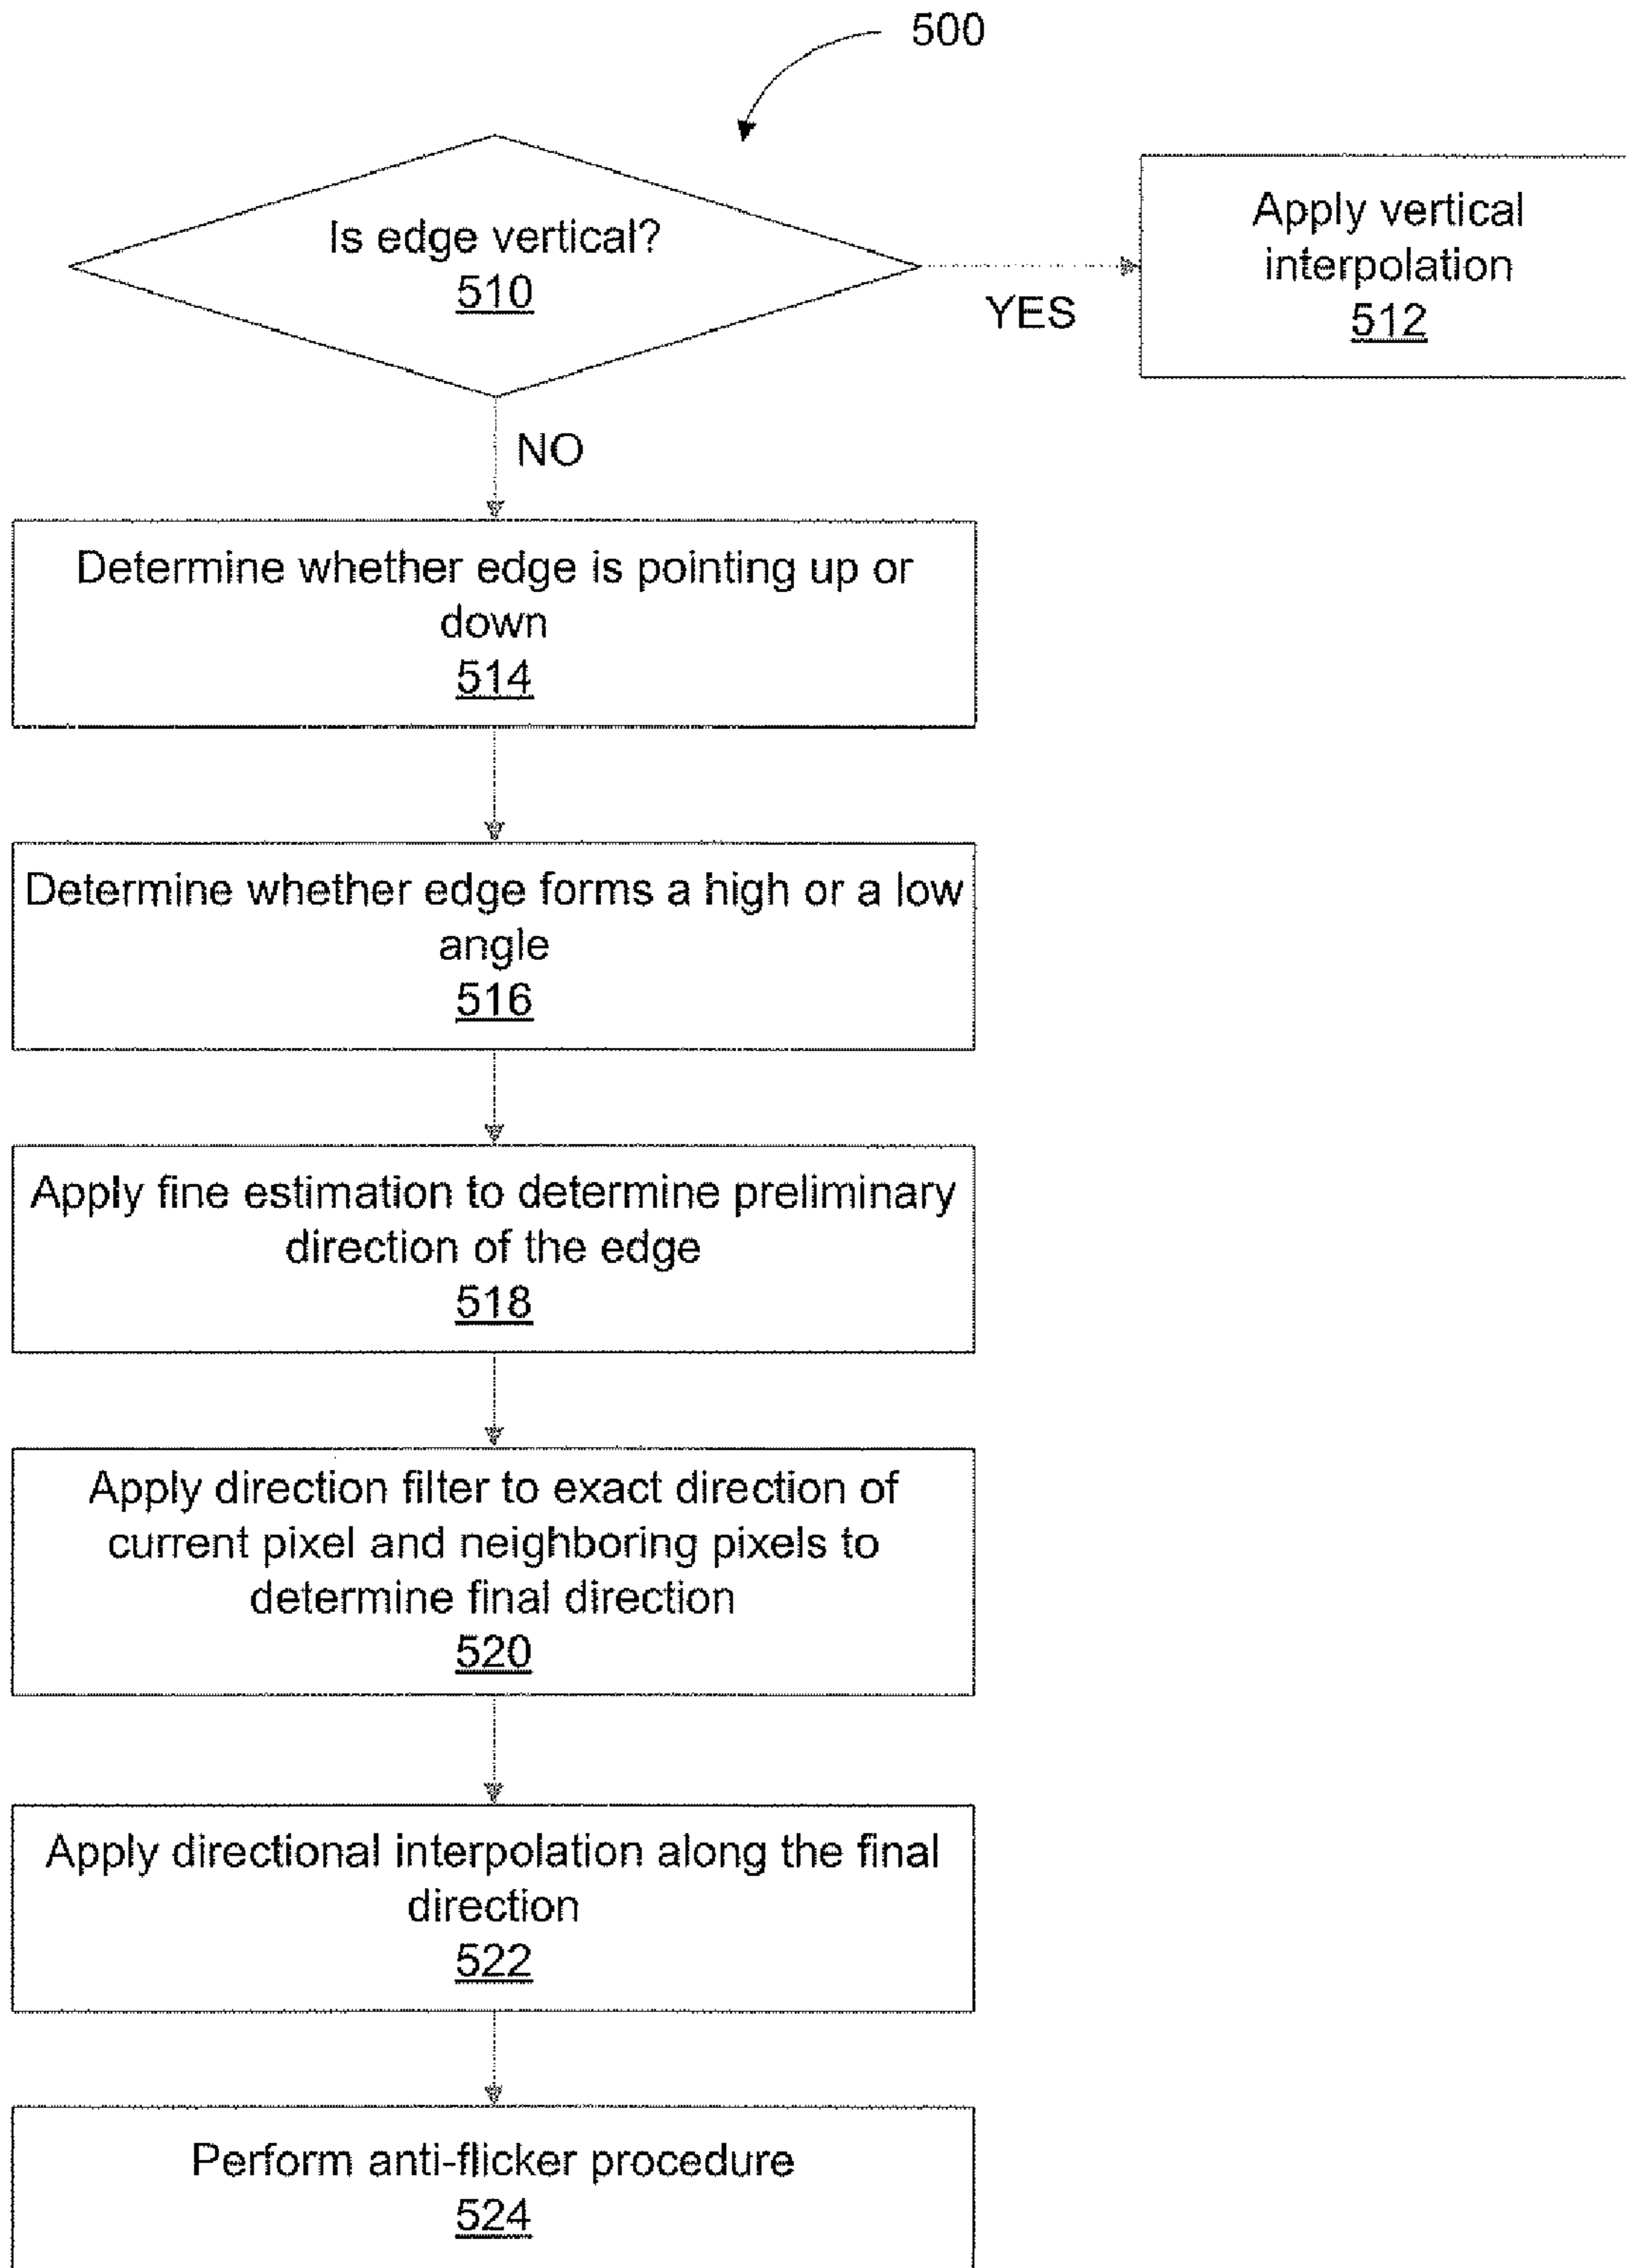 500
Is edge vertical?
510
YES
Apply vertical
interpolation
512
NO
Determine whether edge is pointing up or
down
514
Determine whether edge forms a high or a low
angle
516
Apply fine estimation to determine preliminary
direction of the edge
518
Apply direction filter to exact direction of
current pixel and neighboring pixels to
determine final direction
520
Apply directional interpolation along the final
direction
522
Perform anti-flicker procedure
524